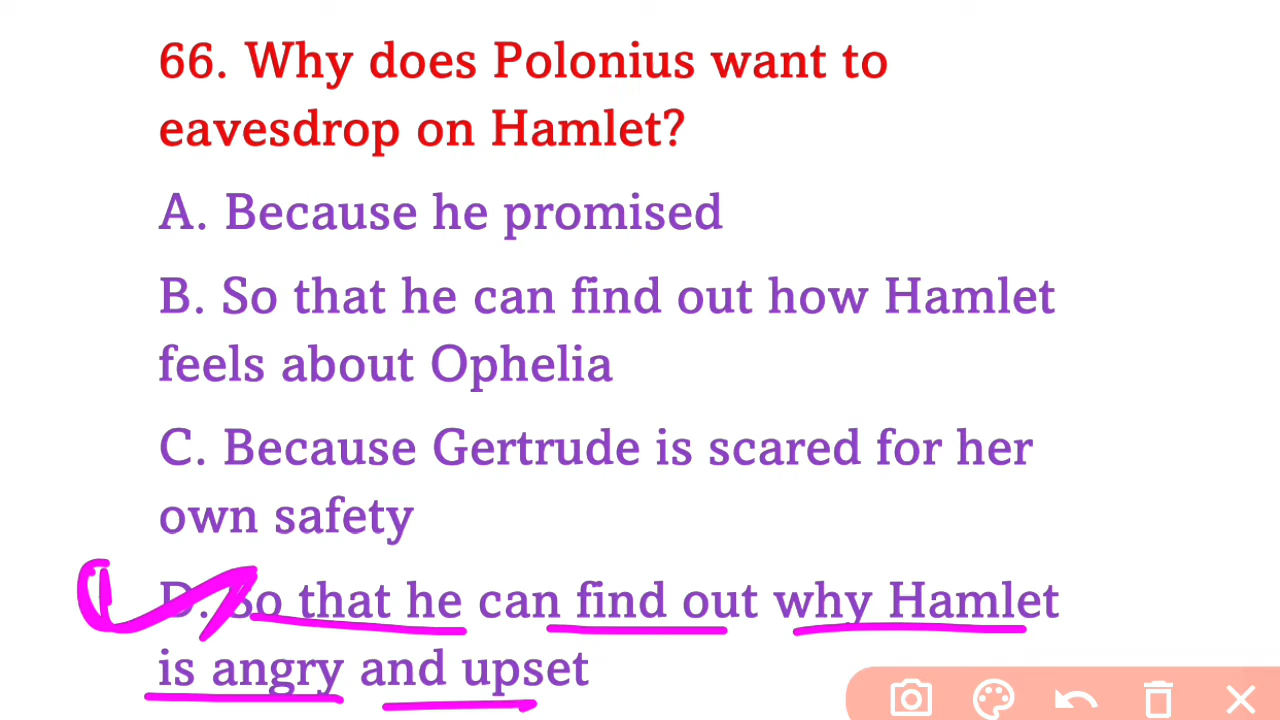 66. Why does Polonius want to
eavesdrop on Hamlet?
A. Because he promised
B. So that he can find out how Hamlet
feels about Ophelia
C. Because Gertrude is scared for her
own safety
D. So that he can find out why Hamlet
is angry and upset